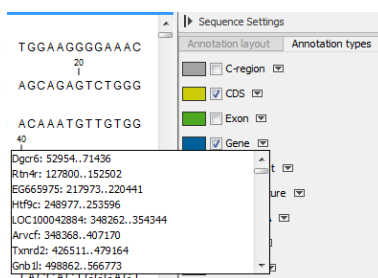 Sequence Settings
Annotation layout Annotation types
TGGAAGGGGAAAC
20
AGCAGAGTCTGGG
ACAAATGTTGTGG
40
C-region
CDS
Exon
Gene
Dgcr6: 52954..71436
Rtn4r: 127800..152502
EG665975: 217973..220441
Htf9c: 248977..253596
LOC100042884: 348262..354344
Arvcf: 348368..407170
Txnrd2: 426511..479164
Gnb1l: 498862..566773
t
ure